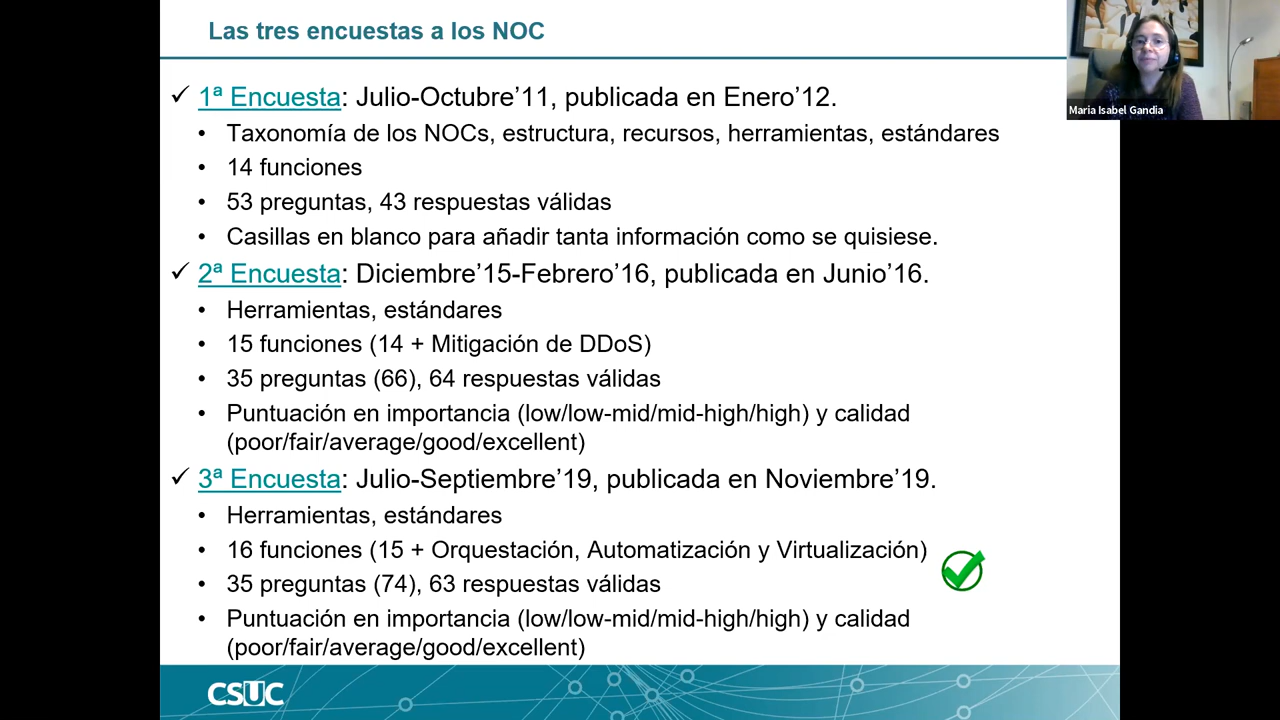 Las tres encuestas a los NOC
Maria Isabel Gandia
✓ 1ª Encuesta: Julio-Octubre’11, publicada en Enero’12.
• Taxonomía de los NOCs, estructura, recursos, herramientas, estándares
• 14 funciones
• 53 preguntas, 43 respuestas válidas
• Casillas en blanco para añadir tanta información como se quisiese.
✓ 2ª Encuesta: Diciembre’15-Febrero’16, publicada en Junio’16.
• Herramientas, estándares
• 15 funciones (14 + Mitigación de DDoS)
• 35 preguntas (66), 64 respuestas válidas
• Puntuación en importancia (low/low-mid/mid-high/high) y calidad
(poor/fair/average/good/excellent)
✓ 3ª Encuesta: Julio-Septiembre’19, publicada en Noviembre’19.
• Herramientas, estándares
• 16 funciones (15 + Orquestación, Automatización y Virtualización)
• 35 preguntas (74), 63 respuestas válidas
• Puntuación en importancia (low/low-mid/mid-high/high) y calidad
(poor/fair/average/good/excellent)
CSUC